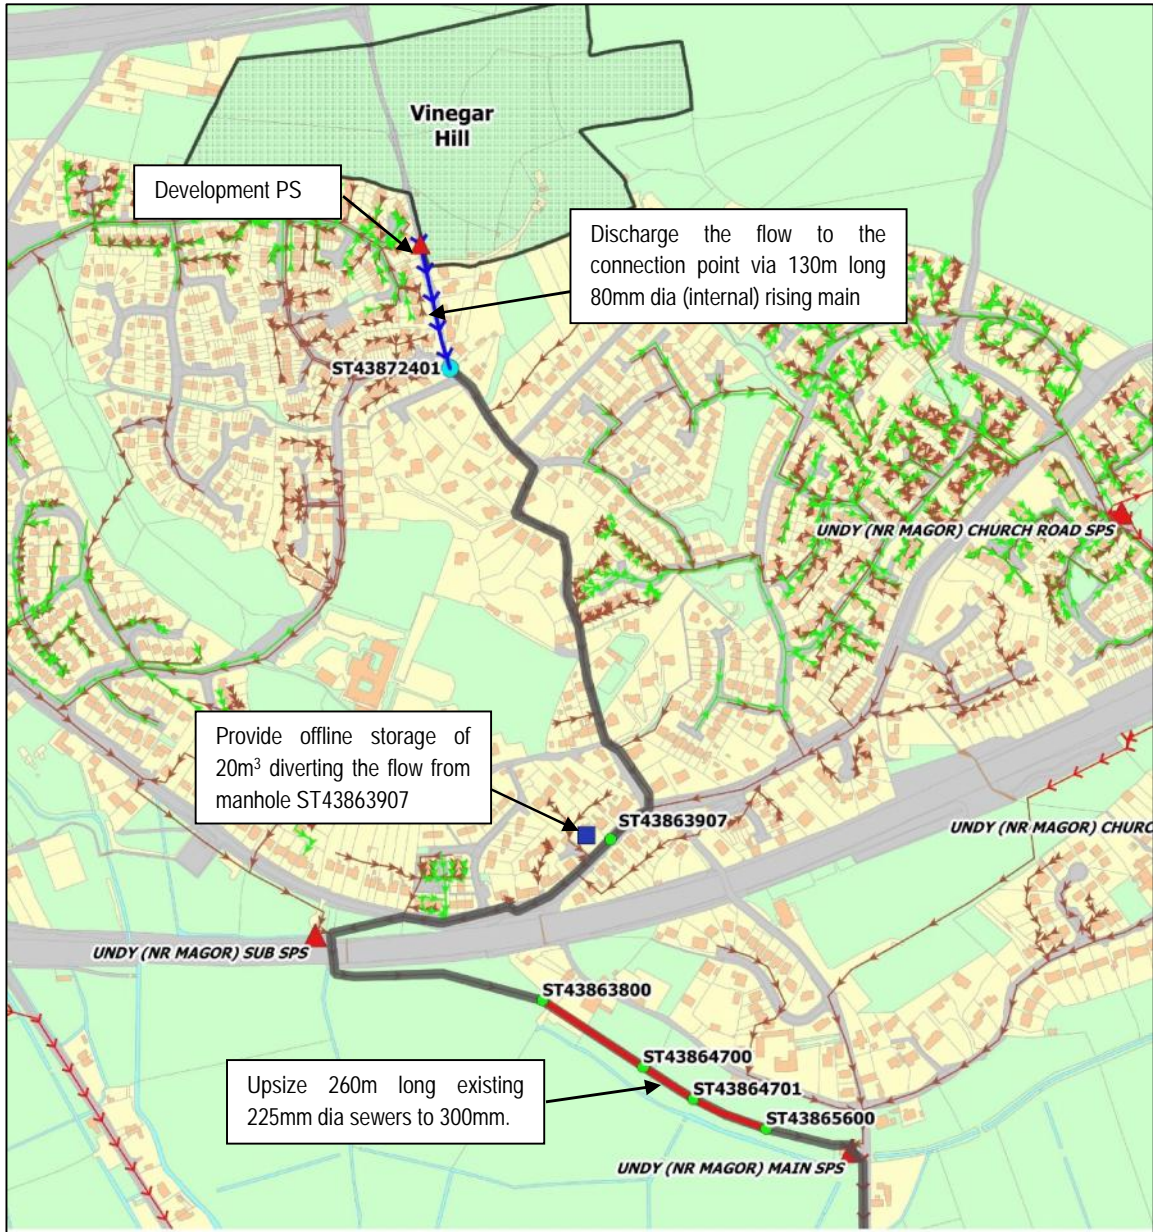 Vinegar
Hill
Development PS
Discharge the flow to the
connection point via 130m long
80mm dia (internal) rising main
ST43872401
UNDY (NR MAGOR) CHURCH ROAD SPS
Provide offline storage of
20m³ diverting the flow from
manhole ST43863907
ST43863907
UNDY (NR MAGOR) CHURC
UNDY (NR MAGOR) SUB SPS
ST43863800
ST43864700
Upsize 260m long existing
225mm dia sewers to 300mm.
ST43864701
ST43865600
UNDY (NR MAGOR) MAIN SPS